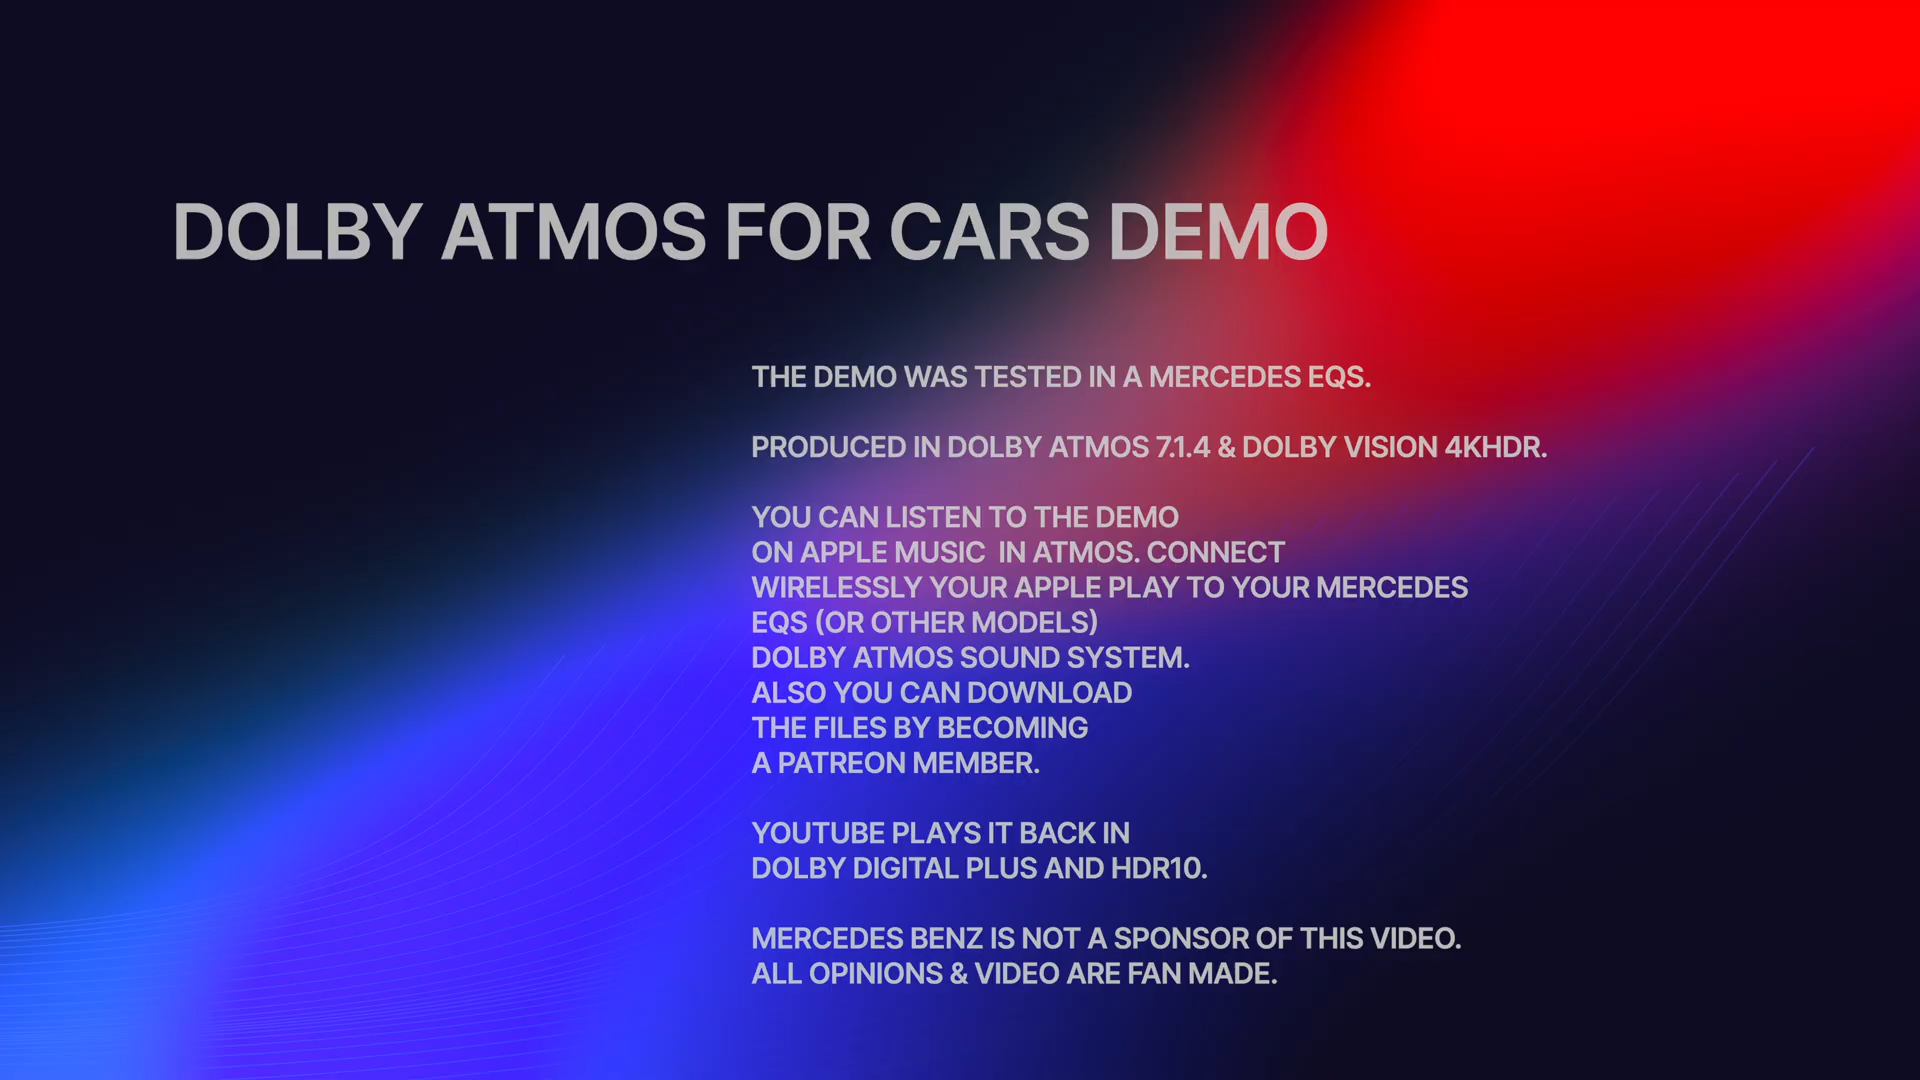 DOLBY ATMOS FOR CARS DEMO
THE DEMO WAS TESTED IN A MERCEDES EQS.
PRODUCED IN DOLBY ATMOS 7.1.4 & DOLBY VISION 4KHDR.
YOU CAN LISTEN TO THE DEMO
ON APPLE MUSIC  IN ATMOS. CONNECT
WIRELESSLY YOUR APPLE PLAY TO YOUR MERCEDES
EQS (OR OTHER MODELS)
DOLBY ATMOS SOUND SYSTEM.
ALSO YOU CAN DOWNLOAD
THE FILES BY BECOMING
A PATREON MEMBER.
YOUTUBE PLAYS IT BACK IN
DOLBY DIGITAL PLUS AND HDR10.
MERCEDES BENZ IS NOT A SPONSOR OF THIS VIDEO.
ALL OPINIONS & VIDEO ARE FAN MADE.